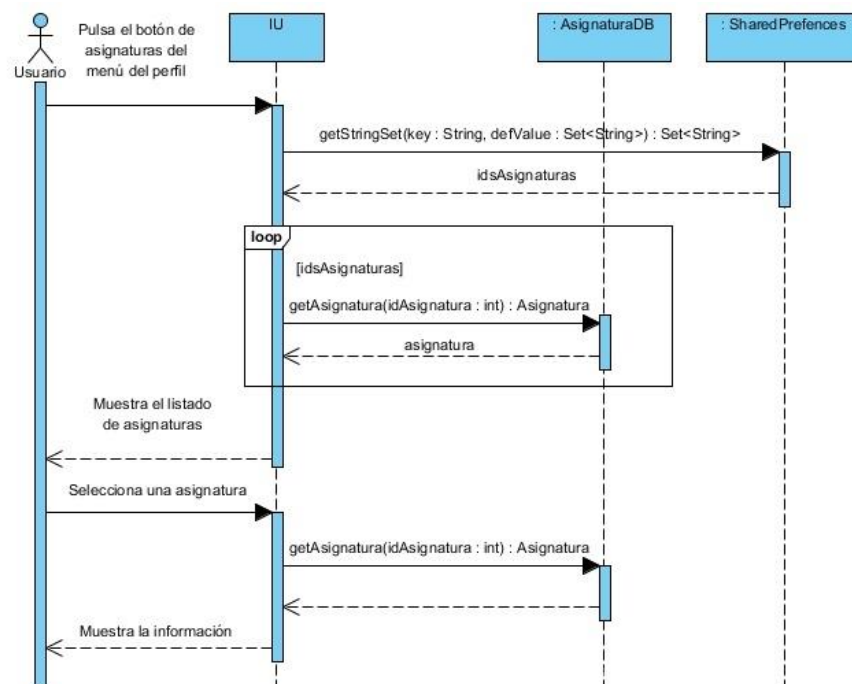 Pulsa el botón de
asignaturas del
menú del perfil
Usuario
IU
: AsignaturaDB
: SharedPrefences
getStringSet(key : String, defValue : Set<String>) : Set<String>
idsAsignaturas
loop
[idsAsignaturas]
getAsignatura(idAsignatura : int) : Asignatura
asignatura
Muestra el listado
de asignaturas
Selecciona una asignatura
getAsignatura(idAsignatura : int) : Asignatura
Muestra la información